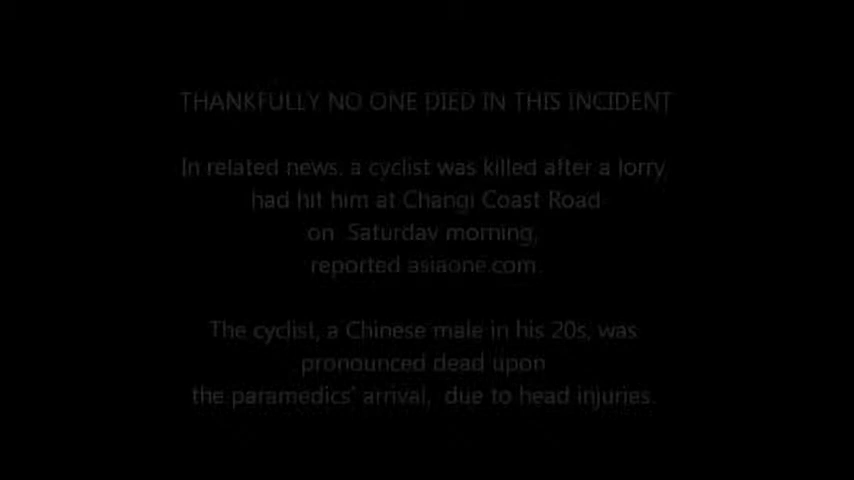 THANKFULLY NO ONE DIED IN THIS INCIDENT
In related news, a cyclist was killed after a lorry
had hit him at Changi Coast Road
on Saturday morning,
reported asiaone.com.
The cyclist, a Chinese male in his 20s, was
pronounced dead upon
the paramedics' arrival, due to head injuries.